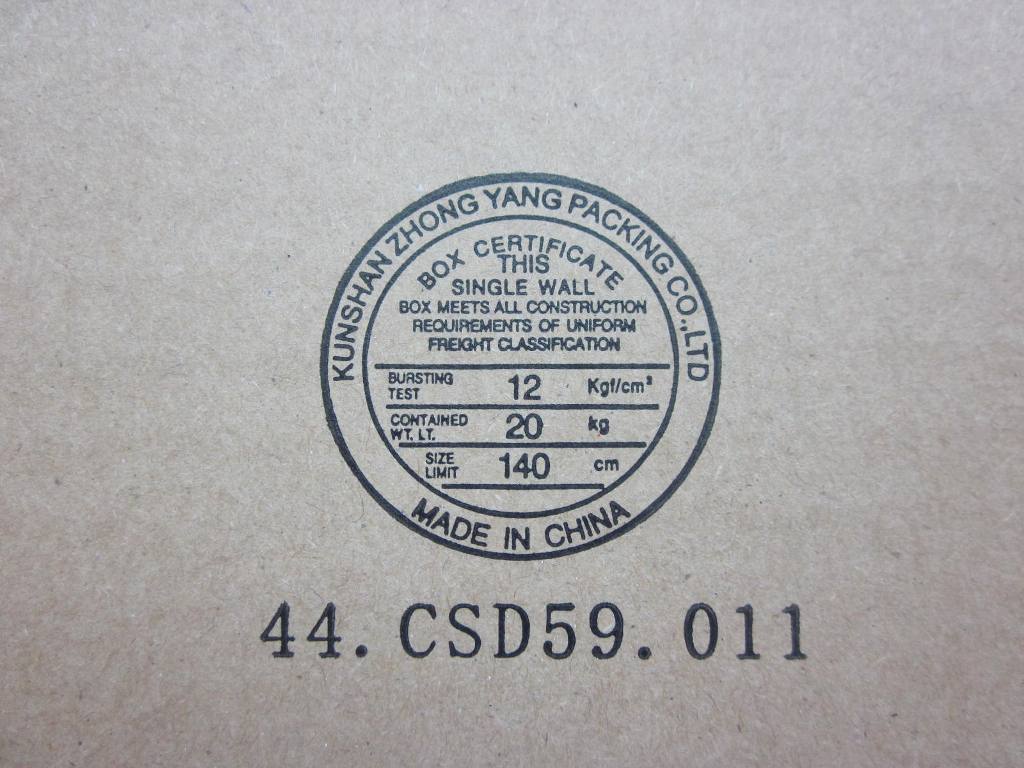 KUNSHAN ZHONG YANG PACKING CO.,LTD
BOX CERTIFICATE
THIS
SINGLE WALL
BOX MEETS ALL CONSTRUCTION
REQUIREMENTS OF UNIFORM
FREIGHT CLASSIFICATION
BURSTING TEST 12 Kgf/cm²
CONTAINED WT. LT. 20 kg
SIZE LIMIT 140 cm
MADE IN CHINA
44.CSD59.011